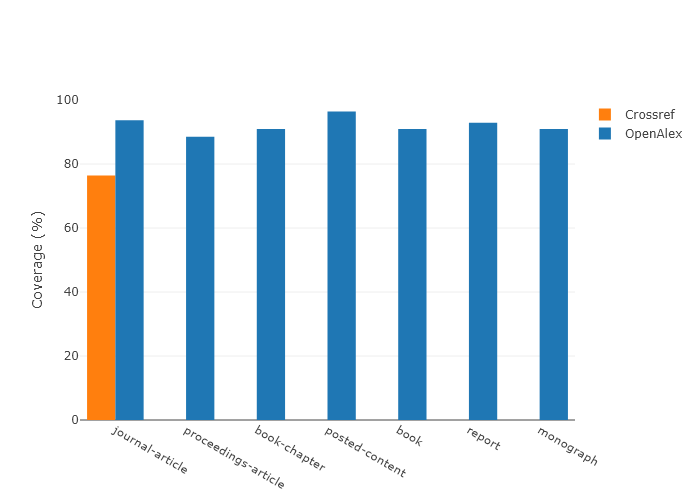 100
80
60
40
20
0
Coverage (%)
journal-article
proceedings-article
book-chapter
posted-content
book
report
monograph
Crossref
OpenAlex